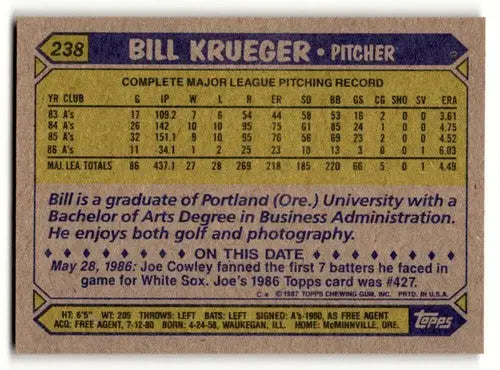 238 BILL KRUEGER • PITCHER
COMPLETE MAJOR LEAGUE PITCHING RECORD
YR CLUB G IP W L R ER SO BB GS CG SHO SV ERA
83 A's 17 109.2 7 6 54 44 58 53 16 2 0 0 3.61
84 A's 26 142 10 10 95 75 61 85 24 1 0 0 4.75
85 A's 32 151.1 9 10 95 76 56 69 23 2 0 0 4.52
86 A's 11 34.1 1 2 25 23 10 13 3 0 0 1 6.03
MAJ. LEA. TOTALS 86 437.1 27 28 269 218 185 220 66 5 0 1 4.49
Bill is a graduate of Portland (Ore.) University with a
Bachelor of Arts Degree in Business Administration.
He enjoys both golf and photography.
ON THIS DATE
May 28, 1986: Joe Cowley fanned the first 7 batters he faced in
game for White Sox. Joe's 1986 Topps card was #427.
© 1987 TOPPS CHEWING GUM, INC. PRTD. IN U.S.A.
HT: 6'5" WT: 205 THROWS: LEFT BATS: LEFT SIGNED: A's-1980, AS FREE AGENT
ACQ: FREE AGENT, 7-12-80 BORN: 4-24-58, WAUKEGAN, ILL. HOME: McMINNVILLE, ORE.
Topps